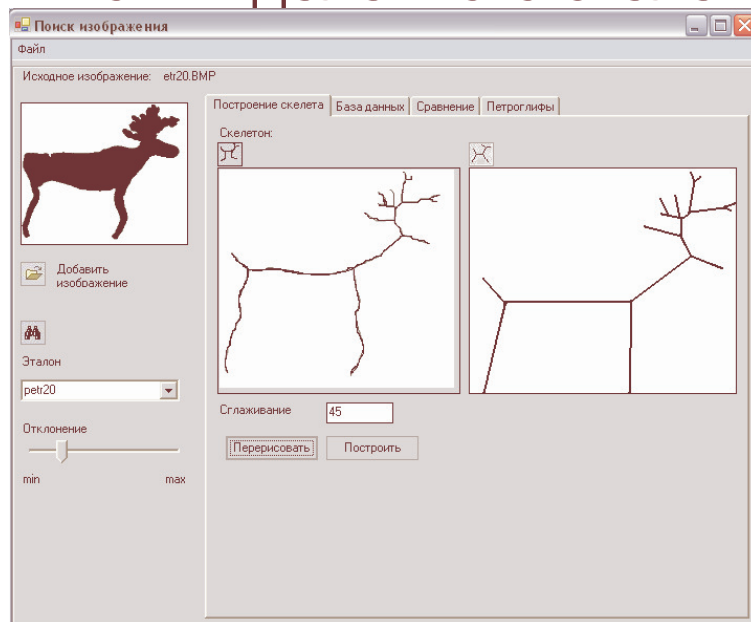 Поиск изображения
Файл
Исходное изображение: etr20.BMP
Построение скелета База данных Сравнение Петроглифы
Скелетон:
Добавить
изображение
Эталон
petr20
Сглаживание 45
Отклонение
Перерисовать Построить
min max